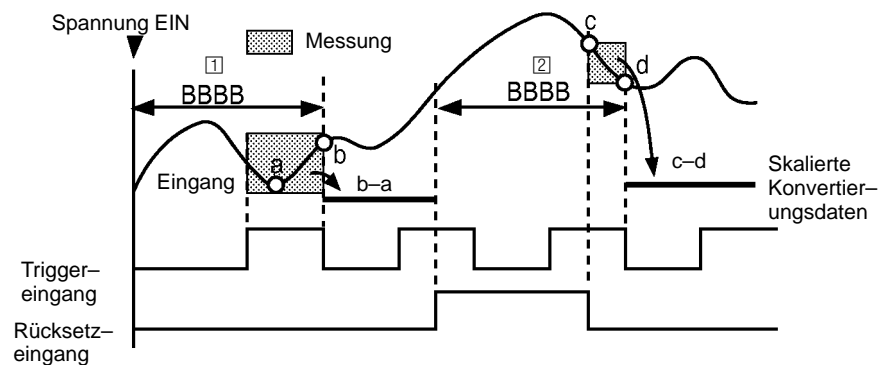 Spannung EIN
Messung
1
BBBB
2
BBBB
c
d
a
b
Eingang
b–a
c–d
Skalierte
Konvertier–
ungsdaten
Trigger–
eingang
Rücksetz–
eingang